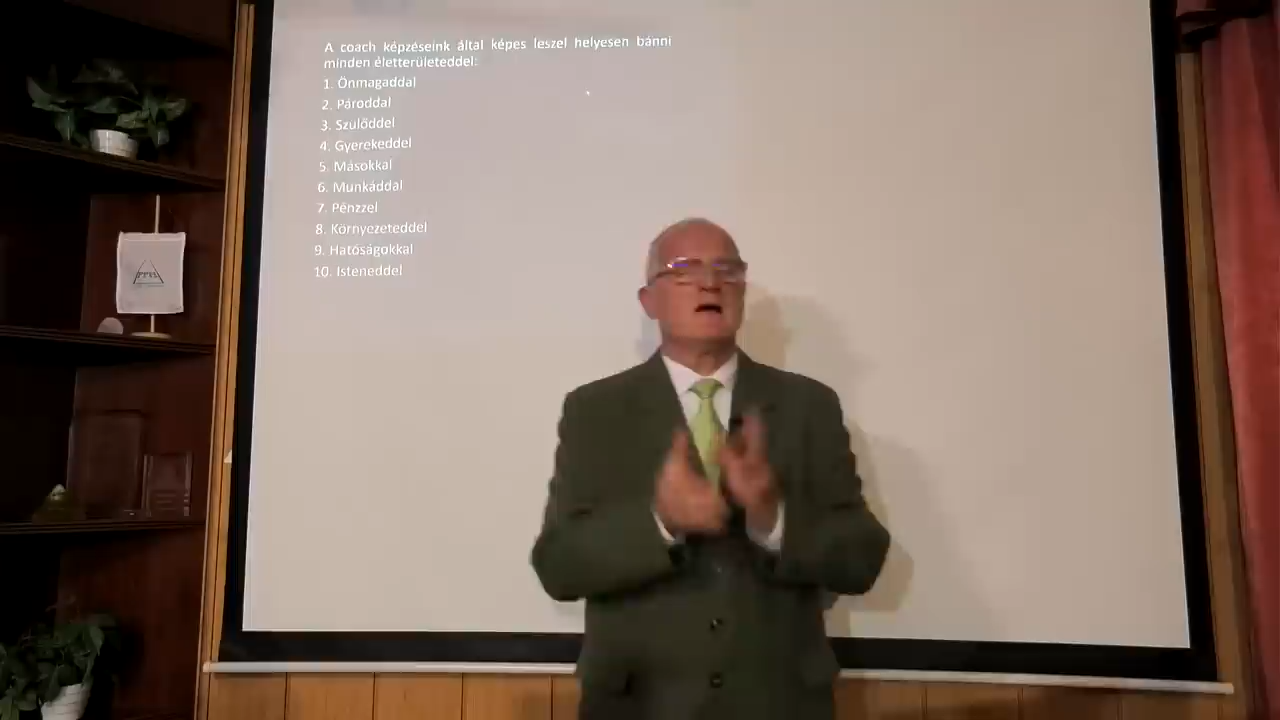 A coach képzéseink által képes leszel helyesen bánni
minden életterületeddel:
1. Önmagaddal
2. Pároddal
3. Szülőddel
4. Gyerekeddel
5. Másokkal
6. Munkáddal
7. Pénzzel
8. Környezeteddel
9. Hatóságokkal
10. Isteneddel